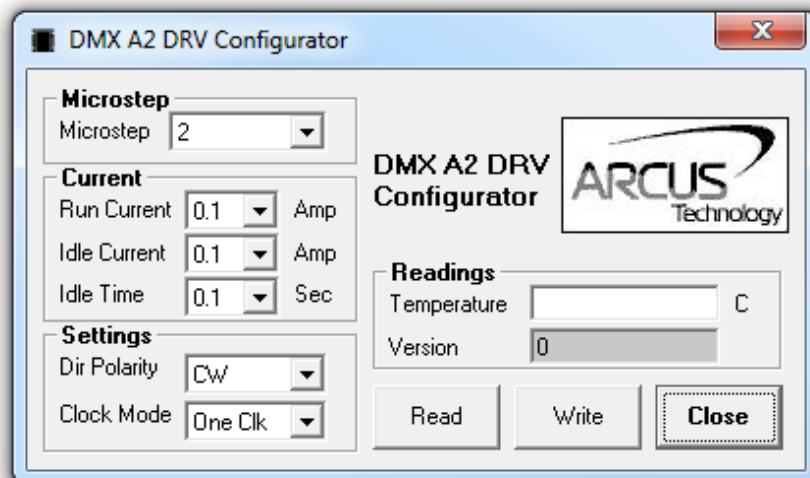 DMX A2 DRV Configurator
x
Microstep
Microstep 2
Current
Run Current 0.1 Amp
Idle Current 0.1 Amp
Idle Time 0.1 Sec
Settings
Dir Polarity CW
Clock Mode One Clk
DMX A2 DRV
Configurator
ARCUS
Technology
Readings
Temperature C
Version 0
Read Write Close